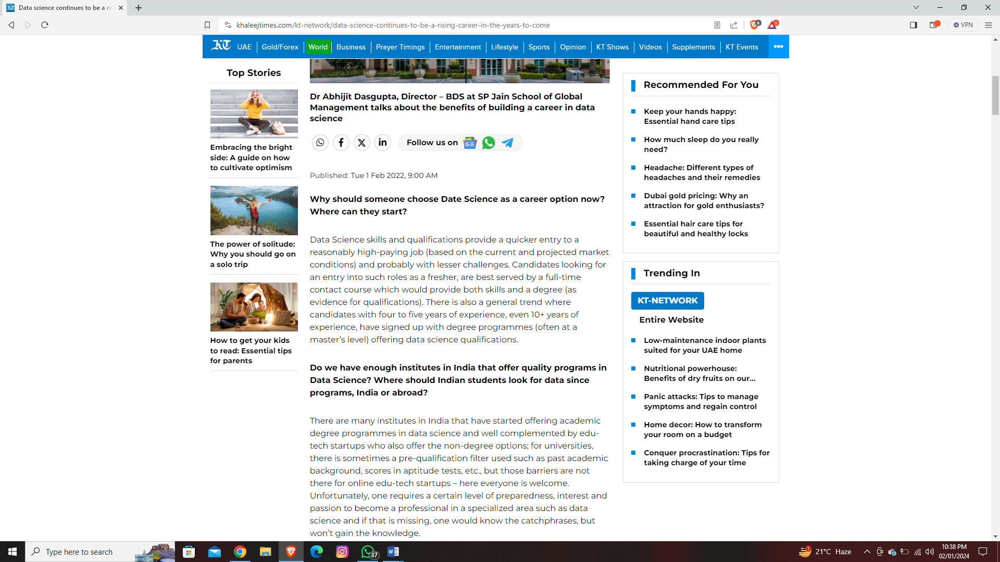 Data science continues to be a ri
khaleejtimes.com/kt-network/data-science-continues-to-be-a-rising-career-in-the-years-to-come
8
1
VPN
KT
UAE
Gold/Forex
World
Business
Prayer Timings
Entertainment
Lifestyle
Sports
Opinion
KT Shows
Videos
Supplements
KT Events
Top Stories
Embracing the bright
side: A guide on how
to cultivate optimism
The power of solitude:
Why you should go on
a solo trip
How to get your kids
to read: Essential tips
for parents
Dr Abhijit Dasgupta, Director – BDS at SP Jain School of Global
Management talks about the benefits of building a career in data
science
Follow us on
Published: Tue 1 Feb 2022, 9:00 AM
Why should someone choose Date Science as a career option now?
Where can they start?
Data Science skills and qualifications provide a quicker entry to a
reasonably high-paying job (based on the current and projected market
conditions) and probably with lesser challenges. Candidates looking for
an entry into such roles as a fresher, are best served by a full-time
contact course which would provide both skills and a degree (as
evidence for qualifications). There is also a general trend where
candidates with four to five years of experience, even 10+ years of
experience, have signed up with degree programmes (often at a
master’s level) offering data science qualifications.
Do we have enough institutes in India that offer quality programs in
Data Science? Where should Indian students look for data since
programs, India or abroad?
There are many institutes in India that have started offering academic
degree programmes in data science and well complemented by edu-
tech startups who also offer the non-degree options; for universities,
there is sometimes a pre-qualification filter used such as past academic
background, scores in aptitude tests, etc., but those barriers are not
there for online edu-tech startups – here everyone is welcome.
Unfortunately, one requires a certain level of preparedness, interest and
passion to become a professional in a specialized area such as data
science and if that is missing, one would know the catchphrases, but
won’t gain the knowledge.
Recommended For You
Keep your hands happy:
Essential hand care tips
How much sleep do you really
need?
Headache: Different types of
headaches and their remedies
Dubai gold pricing: Why an
attraction for gold enthusiasts?
Essential hair care tips for
beautiful and healthy locks
Trending In
KT-NETWORK
Entire Website
Low-maintenance indoor plants
suited for your UAE home
Nutritional powerhouse:
Benefits of dry fruits on our...
Panic attacks: Tips to manage
symptoms and regain control
Home decor: How to transform
your room on a budget
Conquer procrastination: Tips for
taking charge of your time
Type here to search
37
1
21°C Haze
10:38 PM
02/01/2024